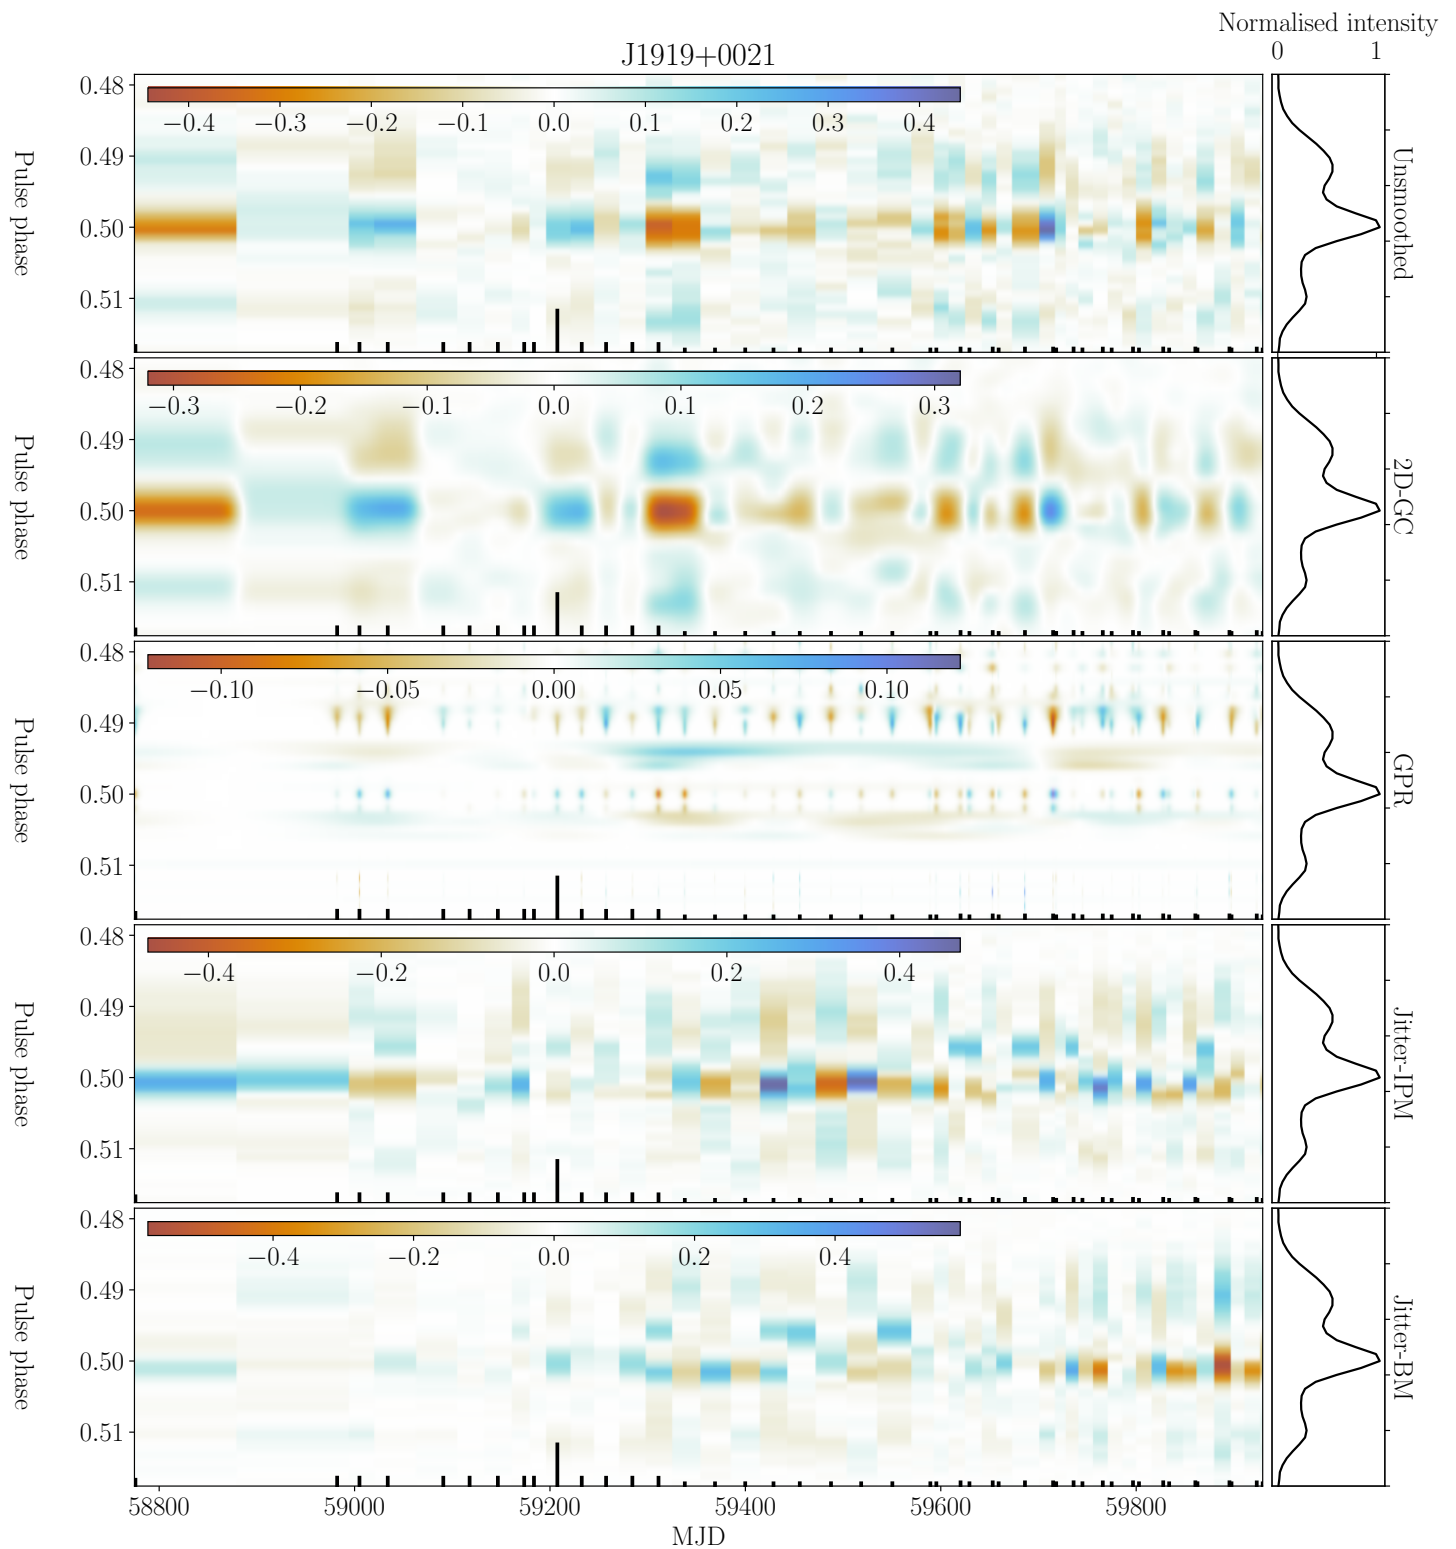 Normalised intensity
J1919+0021
0 1
0.48
−0.4 −0.3 −0.2 −0.1 0.0 0.1 0.2 0.3 0.4
0.49
0.50
0.51
Pulse phase
Unsmoothed
0.48
−0.3 −0.2 −0.1 0.0 0.1 0.2 0.3
0.49
0.50
0.51
Pulse phase
2D-GC
0.48
−0.10 −0.05 0.00 0.05 0.10
0.49
0.50
0.51
Pulse phase
GPR
0.48
−0.4 −0.2 0.0 0.2 0.4
0.49
0.50
0.51
Pulse phase
Jitter-IPM
0.48
−0.4 −0.2 0.0 0.2 0.4
0.49
0.50
0.51
Pulse phase
Jitter-BM
58800 59000 59200 59400 59600 59800
MJD